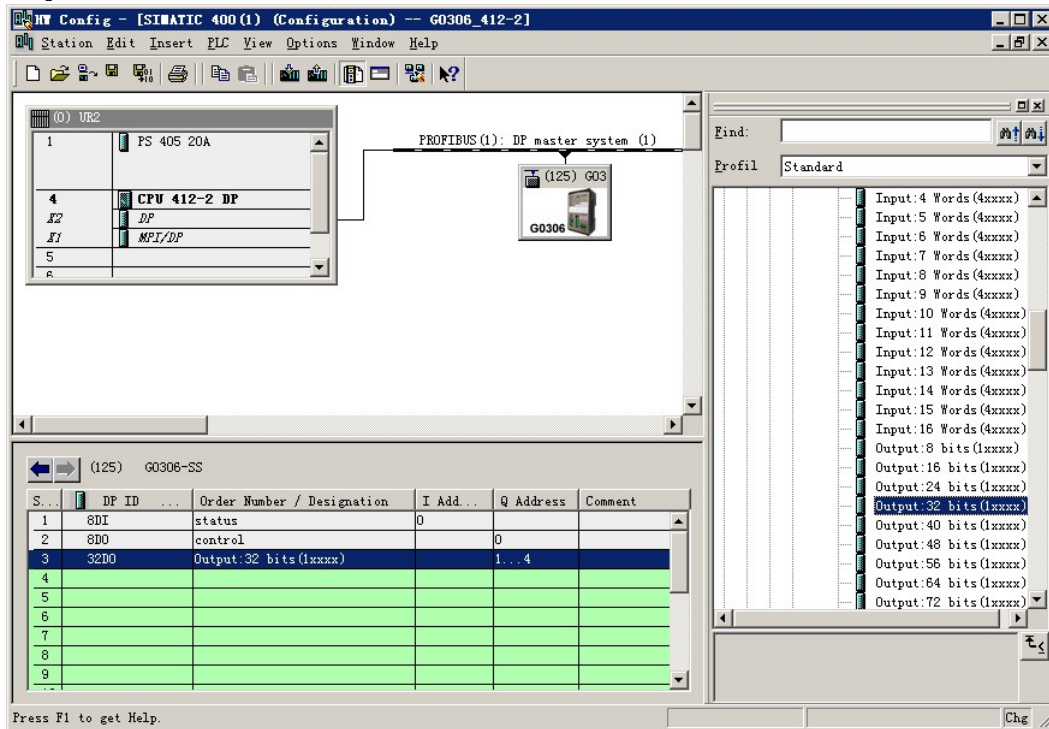 HW Config - [SIMATIC 400(1) (Configuration) -- G0306_412-2]
Station Edit Insert PLC View Options Window Help
(0) UR2
1 PS 405 20A
4 CPU 412-2 DP
X2 DP
X1 MPI/DP
5
6
PROFIBUS(1): DP master system (1)
(125) G03
G0306
Find:
Profil Standard
Input:4 Words(4xxxx)
Input:5 Words(4xxxx)
Input:6 Words(4xxxx)
Input:7 Words(4xxxx)
Input:8 Words(4xxxx)
Input:9 Words(4xxxx)
Input:10 Words(4xxxx)
Input:11 Words(4xxxx)
Input:12 Words(4xxxx)
Input:13 Words(4xxxx)
Input:14 Words(4xxxx)
Input:15 Words(4xxxx)
Input:16 Words(4xxxx)
Output:8 bits(1xxxx)
Output:16 bits(1xxxx)
Output:24 bits(1xxxx)
Output:32 bits(1xxxx)
Output:40 bits(1xxxx)
Output:48 bits(1xxxx)
Output:56 bits(1xxxx)
Output:64 bits(1xxxx)
Output:72 bits(1xxxx)
(125) G0306-SS
S... DP ID ... Order Number / Designation I Add... Q Address Comment
1 8DI status 0
2 8DO control 0
3 32DO Output:32 bits(1xxxx) 1...4
4
5
6
7
8
9
Press F1 to get Help.
Chg